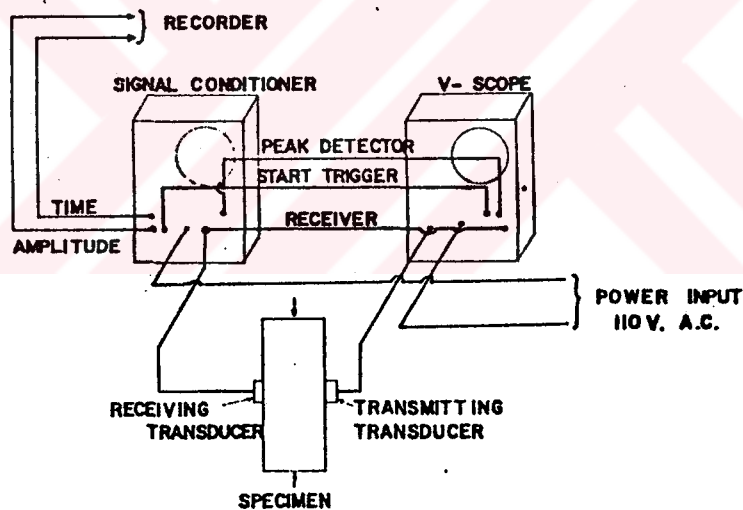 RECORDER
SIGNAL CONDITIONER
V- SCOPE
PEAK DETECTOR
START TRIGGER
TIME
RECEIVER
AMPLITUDE
POWER INPUT
110 V. A.C.
RECEIVING
TRANSDUCER
TRANSMITTING
TRANSDUCER
SPECIMEN